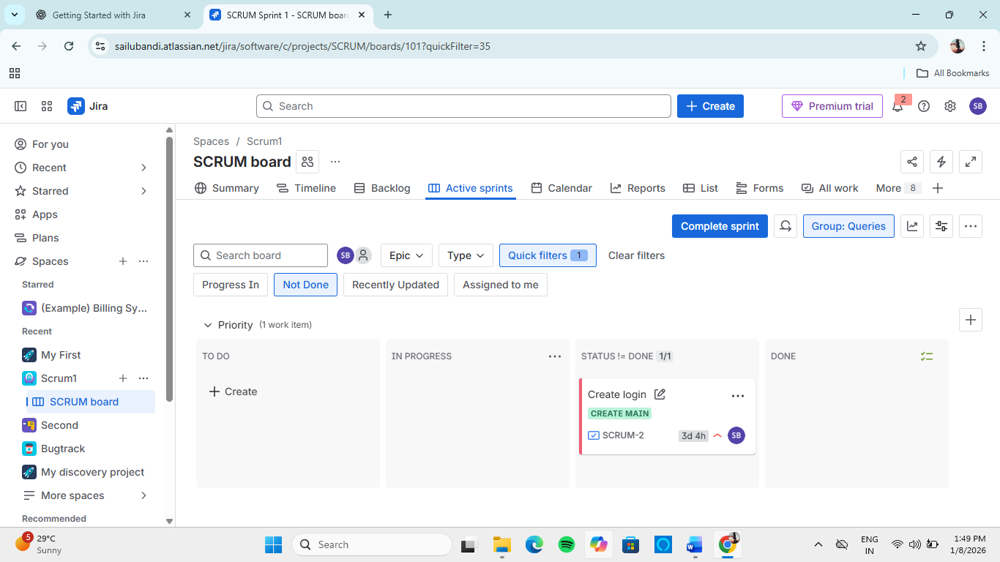 Getting Started with Jira
SCRUM Sprint 1 - SCRUM board
sailubandi.atlassian.net/jira/software/c/projects/SCRUM/boards/101?quickFilter=35
All Bookmarks
Jira
Search
Create
Premium trial
2
SB
For you
Recent
Starred
Apps
Plans
Spaces
Starred
(Example) Billing Sy...
Recent
My First
Scrum1
SCRUM board
Second
Bugtrack
My discovery project
More spaces
Recommended
Spaces / Scrum1
SCRUM board
Summary
Timeline
Backlog
Active sprints
Calendar
Reports
List
Forms
All work
More 8
Complete sprint
Group: Queries
Search board
SB
Epic
Type
Quick filters 1
Clear filters
Progress In
Not Done
Recently Updated
Assigned to me
Priority (1 work item)
TO DO
IN PROGRESS
STATUS != DONE 1/1
DONE
Create
Create login
CREATE MAIN
SCRUM-2
3d 4h
SB
5
29°C
Sunny
Search
ENG
IN
1:49 PM
1/8/2026